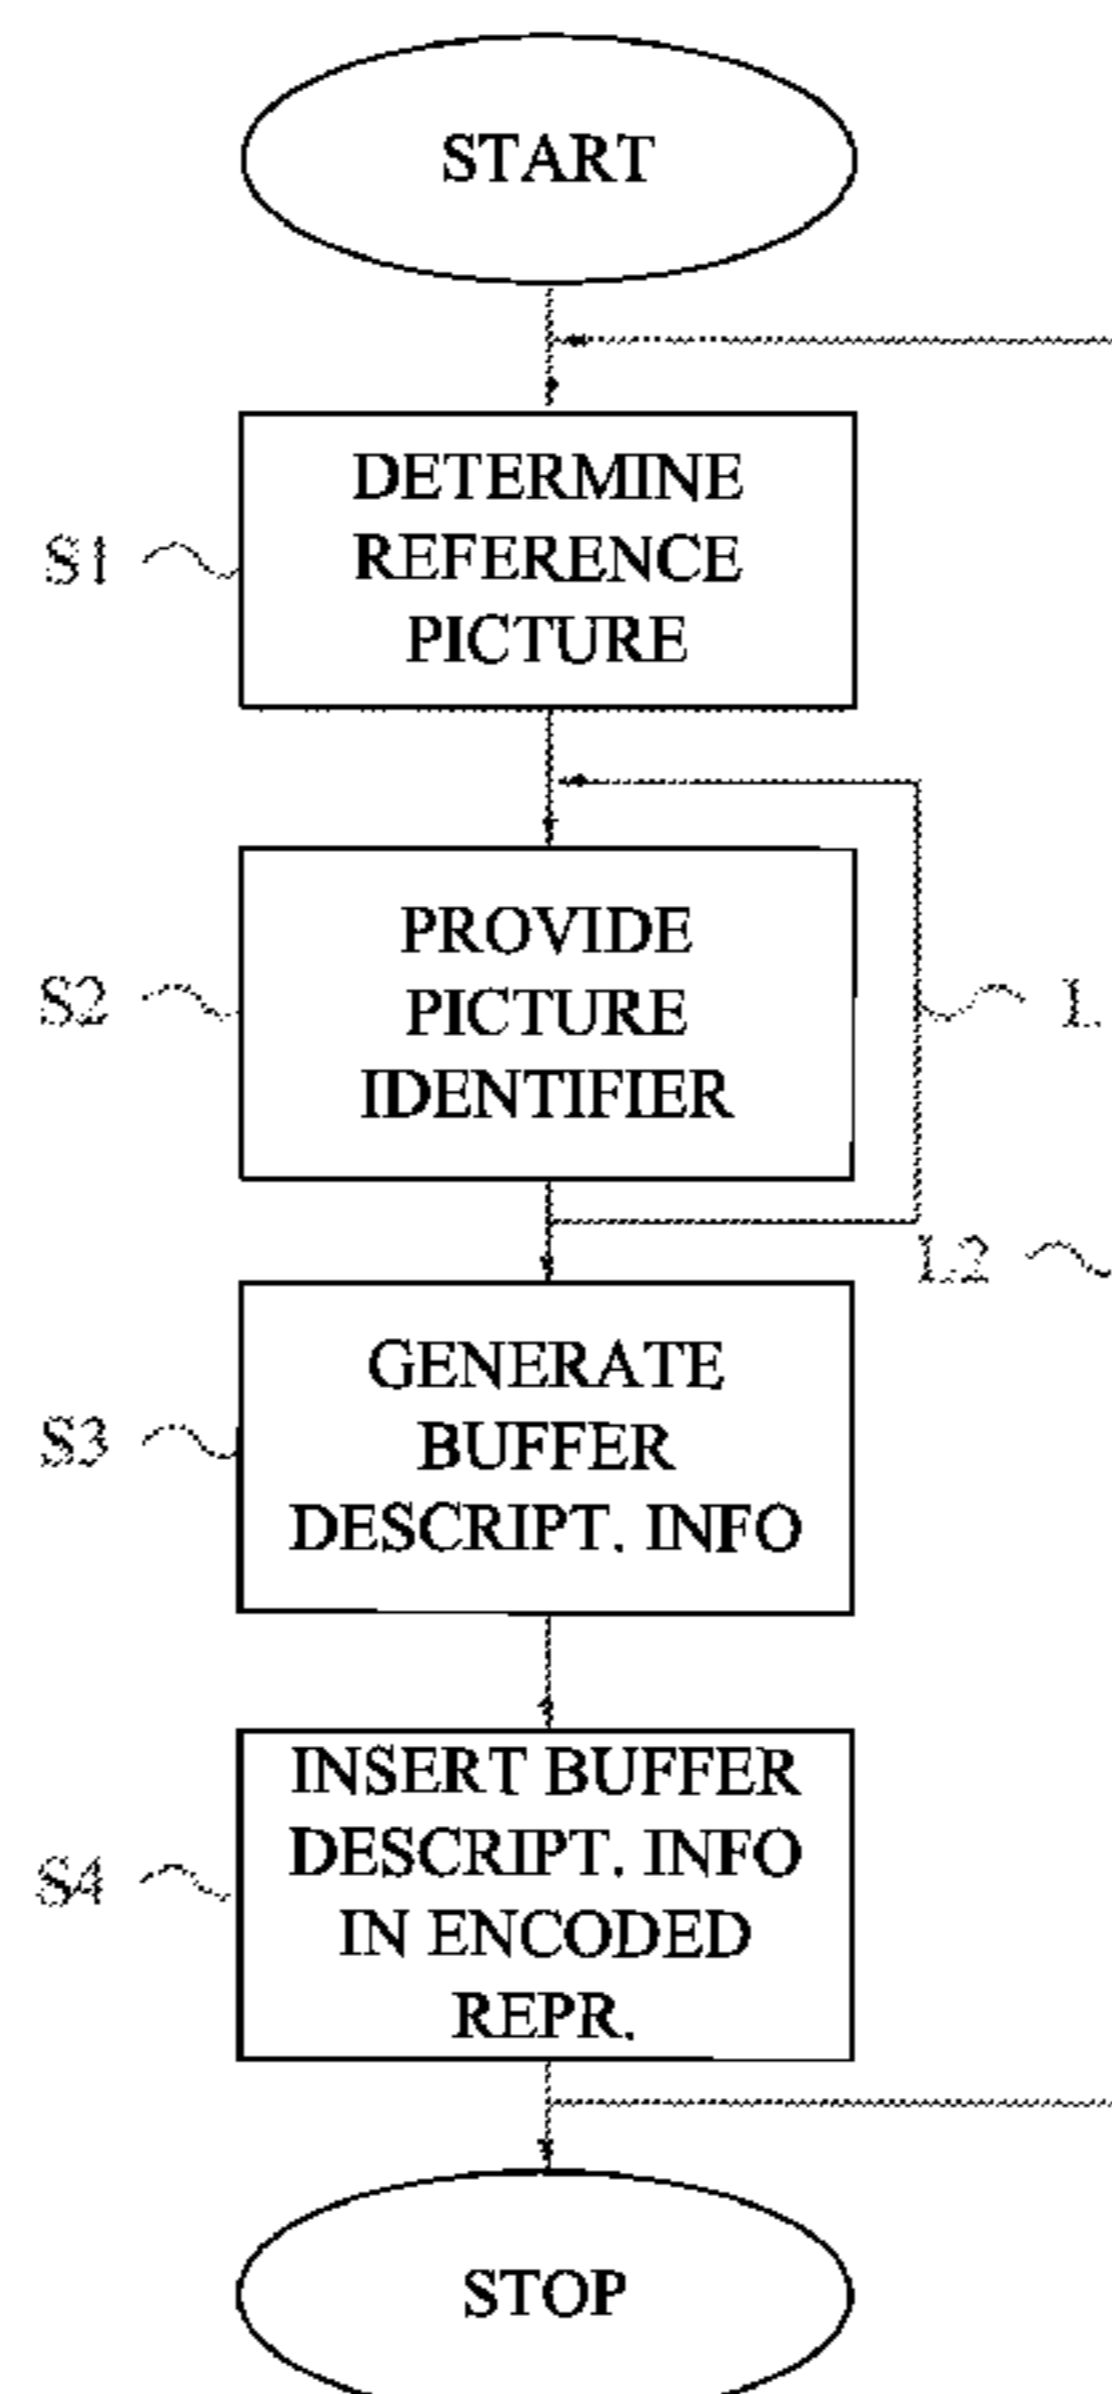 START
DETERMINE
REFERENCE
PICTURE
S1
PROVIDE
PICTURE
IDENTIFIER
S2
L
L2
GENERATE
BUFFER
DESCRIPT. INFO
S3
INSERT BUFFER
DESCRIPT. INFO
IN ENCODED
REPR.
S4
STOP